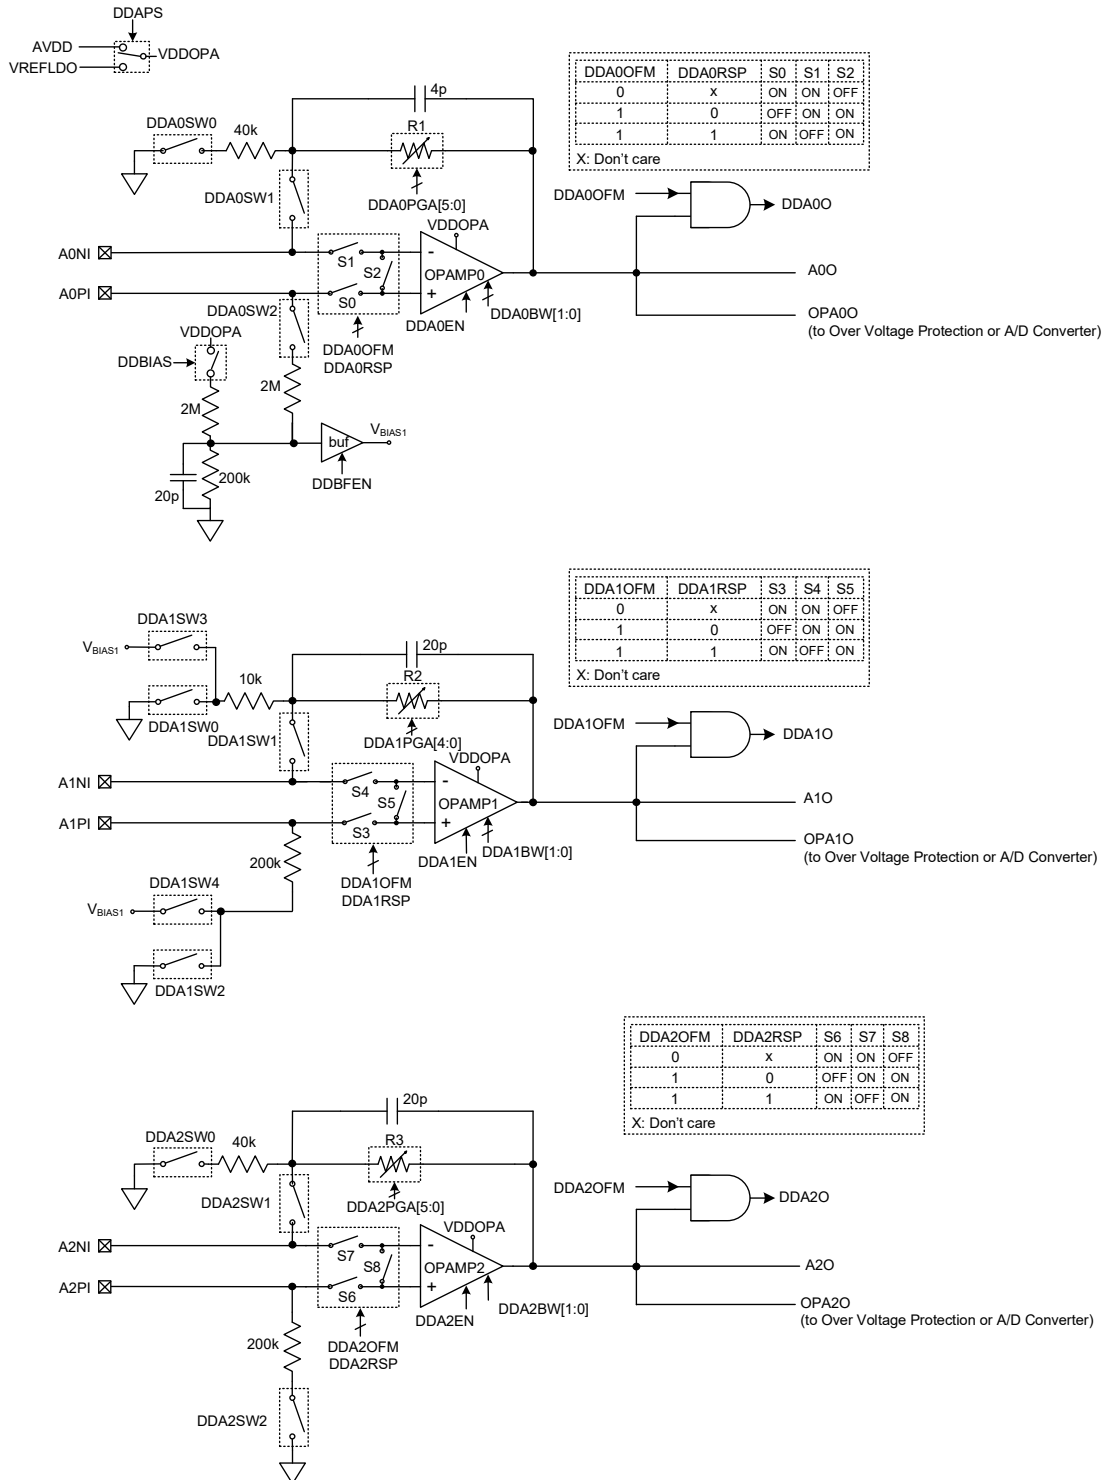 DDAPS
AVDD
VDDOPA
VREFLDO
DDA0OFM DDA0RSP S0 S1 S2
0 x ON ON OFF
1 0 OFF ON ON
1 1 ON OFF ON
X: Don't care
4p
DDA0SW0
40k
R1
DDA0SW1
DDA0PGA[5:0]
VDDOPA
DDA0OFM
DDA0O
A0NI
S1
S2
-
OPAMP0
A0O
A0PI
S0
+
DDA0SW2
DDA0EN
DDA0BW[1:0]
OPA0O
(to Over Voltage Protection or A/D Converter)
VDDOPA
DDA0OFM
DDA0RSP
DDBIAS
2M
2M
buf
VBIAS1
200k
20p
DDBFEN
DDA1OFM DDA1RSP S3 S4 S5
0 x ON ON OFF
1 0 OFF ON ON
1 1 ON OFF ON
X: Don't care
DDA1SW3
VBIAS1
20p
10k
R2
DDA1SW0
DDA1SW1
DDA1PGA[4:0]
VDDOPA
DDA1OFM
DDA1O
A1NI
S4
S5
-
OPAMP1
A1O
A1PI
S3
+
DDA1EN
DDA1BW[1:0]
OPA1O
(to Over Voltage Protection or A/D Converter)
200k
DDA1OFM
DDA1RSP
DDA1SW4
VBIAS1
DDA1SW2
DDA2OFM DDA2RSP S6 S7 S8
0 x ON ON OFF
1 0 OFF ON ON
1 1 ON OFF ON
X: Don't care
20p
DDA2SW0
40k
R3
DDA2SW1
DDA2PGA[5:0]
VDDOPA
DDA2OFM
DDA2O
A2NI
S7
S8
-
OPAMP2
A2O
A2PI
S6
+
DDA2EN
DDA2BW[1:0]
OPA2O
(to Over Voltage Protection or A/D Converter)
200k
DDA2OFM
DDA2RSP
DDA2SW2